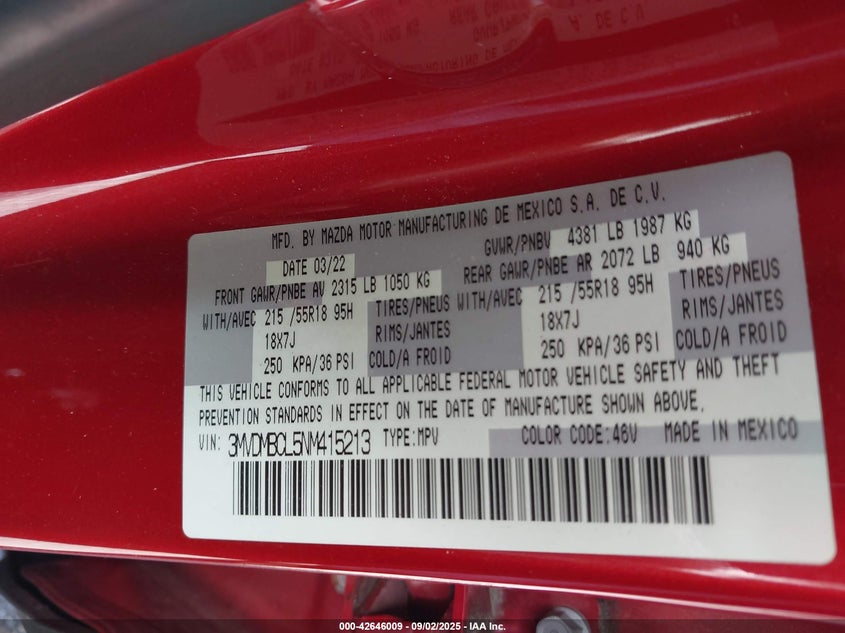 MFD. BY MAZDA MOTOR MANUFACTURING DE MEXICO S.A. DE C.V.
DATE 03/22 GVWR/PNBV 4381 LB 1987 KG
FRONT GAWR/PNBE AV 2315 LB 1050 KG REAR GAWR/PNBE AR 2072 LB 940 KG
WITH/AVEC 215 /55R18 95H TIRES/PNEUS WITH/AVEC 215 /55R18 95H TIRES/PNEUS
18X7J RIMS/JANTES 18X7J RIMS/JANTES
250 KPA/36 PSI COLD/A FROID 250 KPA/36 PSI COLD/A FROID
THIS VEHICLE CONFORMS TO ALL APPLICABLE FEDERAL MOTOR VEHICLE SAFETY AND THEFT
PREVENTION STANDARDS IN EFFECT ON THE DATE OF MANUFACTURE SHOWN ABOVE.
VIN: 3MVDMBCL5NM415213 TYPE:MPV COLOR CODE:46V MADE IN MEXICO
000-42646009 - 09/02/2025 - IAA Inc.